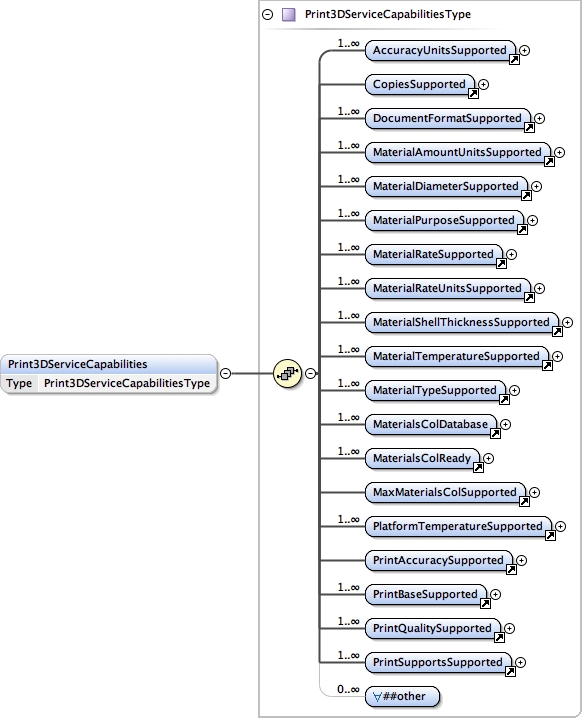 Print3DServiceCapabilitiesType
1..∞
AccuracyUnitsSupported
CopiesSupported
1..∞
DocumentFormatSupported
1..∞
MaterialAmountUnitsSupported
1..∞
MaterialDiameterSupported
1..∞
MaterialPurposeSupported
1..∞
MaterialRateSupported
1..∞
MaterialRateUnitsSupported
1..∞
MaterialShellThicknessSupported
1..∞
MaterialTemperatureSupported
Print3DServiceCapabilities
Type Print3DServiceCapabilitiesType
1..∞
MaterialTypeSupported
1..∞
MaterialsColDatabase
1..∞
MaterialsColReady
MaxMaterialsColSupported
1..∞
PlatformTemperatureSupported
PrintAccuracySupported
1..∞
PrintBaseSupported
1..∞
PrintQualitySupported
1..∞
PrintSupportsSupported
0..∞
∀##other